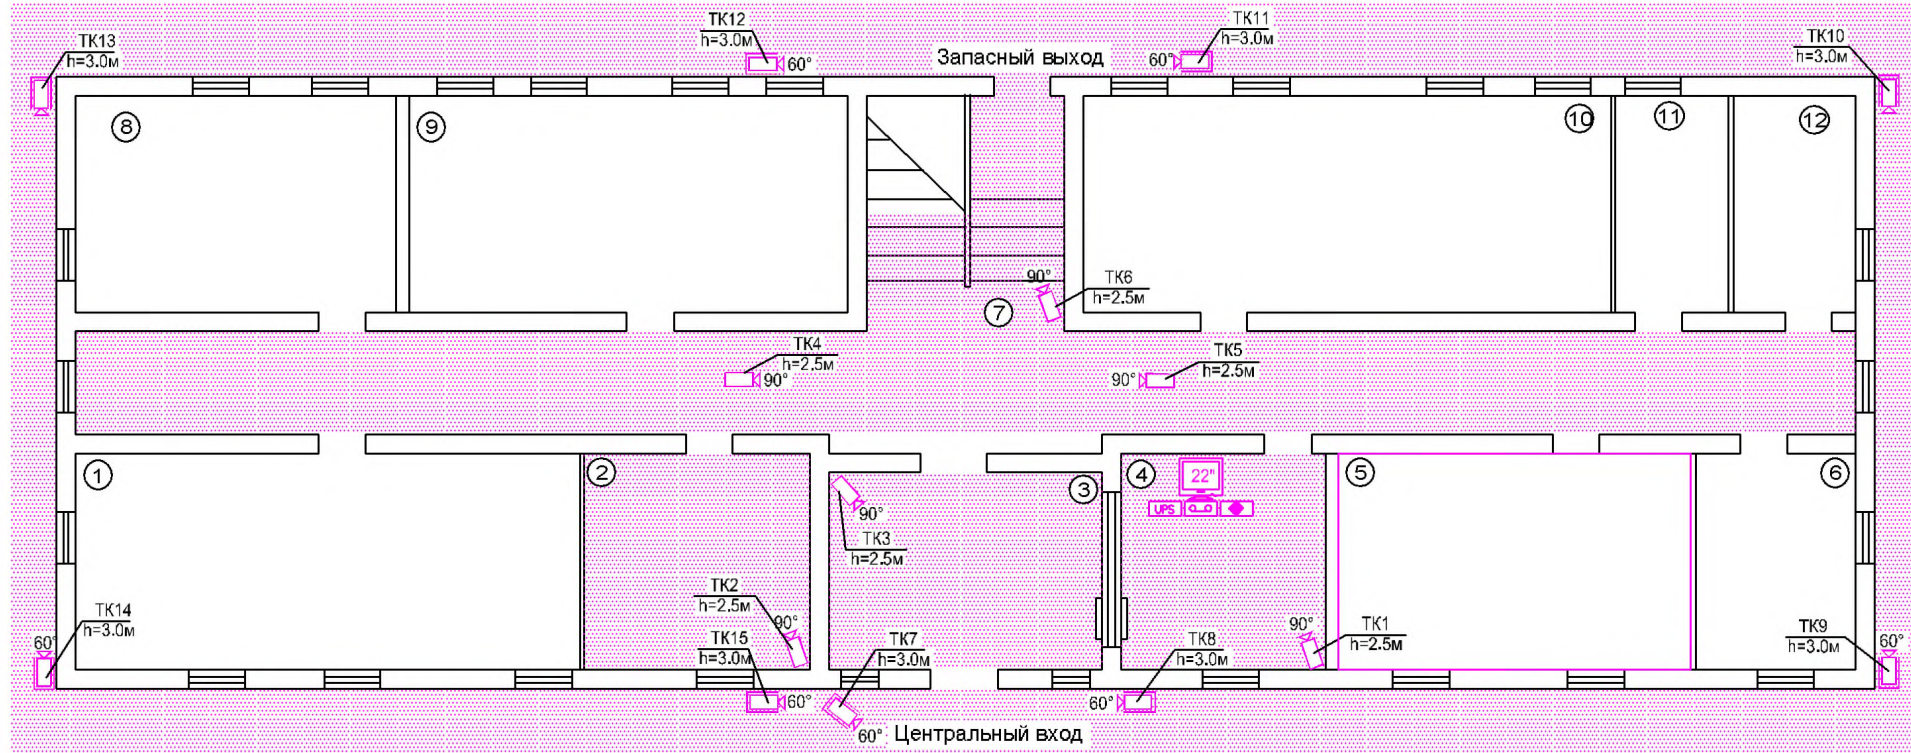 ТК12
h=3.0м
60°
ТК11
h=3.0м
60°
ТК13
h=3.0м
Запасный выход
ТК10
h=3.0м
8
9
10
11
12
90°
ТК6
h=2.5м
7
ТК4
h=2.5м
90°
ТК5
h=2.5м
90°
1
2
3
4
22"
UPS
5
6
90°
ТК3
h=2.5м
ТК2
h=2.5м
90°
ТК14
h=3.0м
60°
ТК15
h=3.0м
60°
ТК7
h=3.0м
60°
ТК8
h=3.0м
60°
90°
ТК1
h=2.5м
ТК9
h=3.0м
60°
Центральный вход